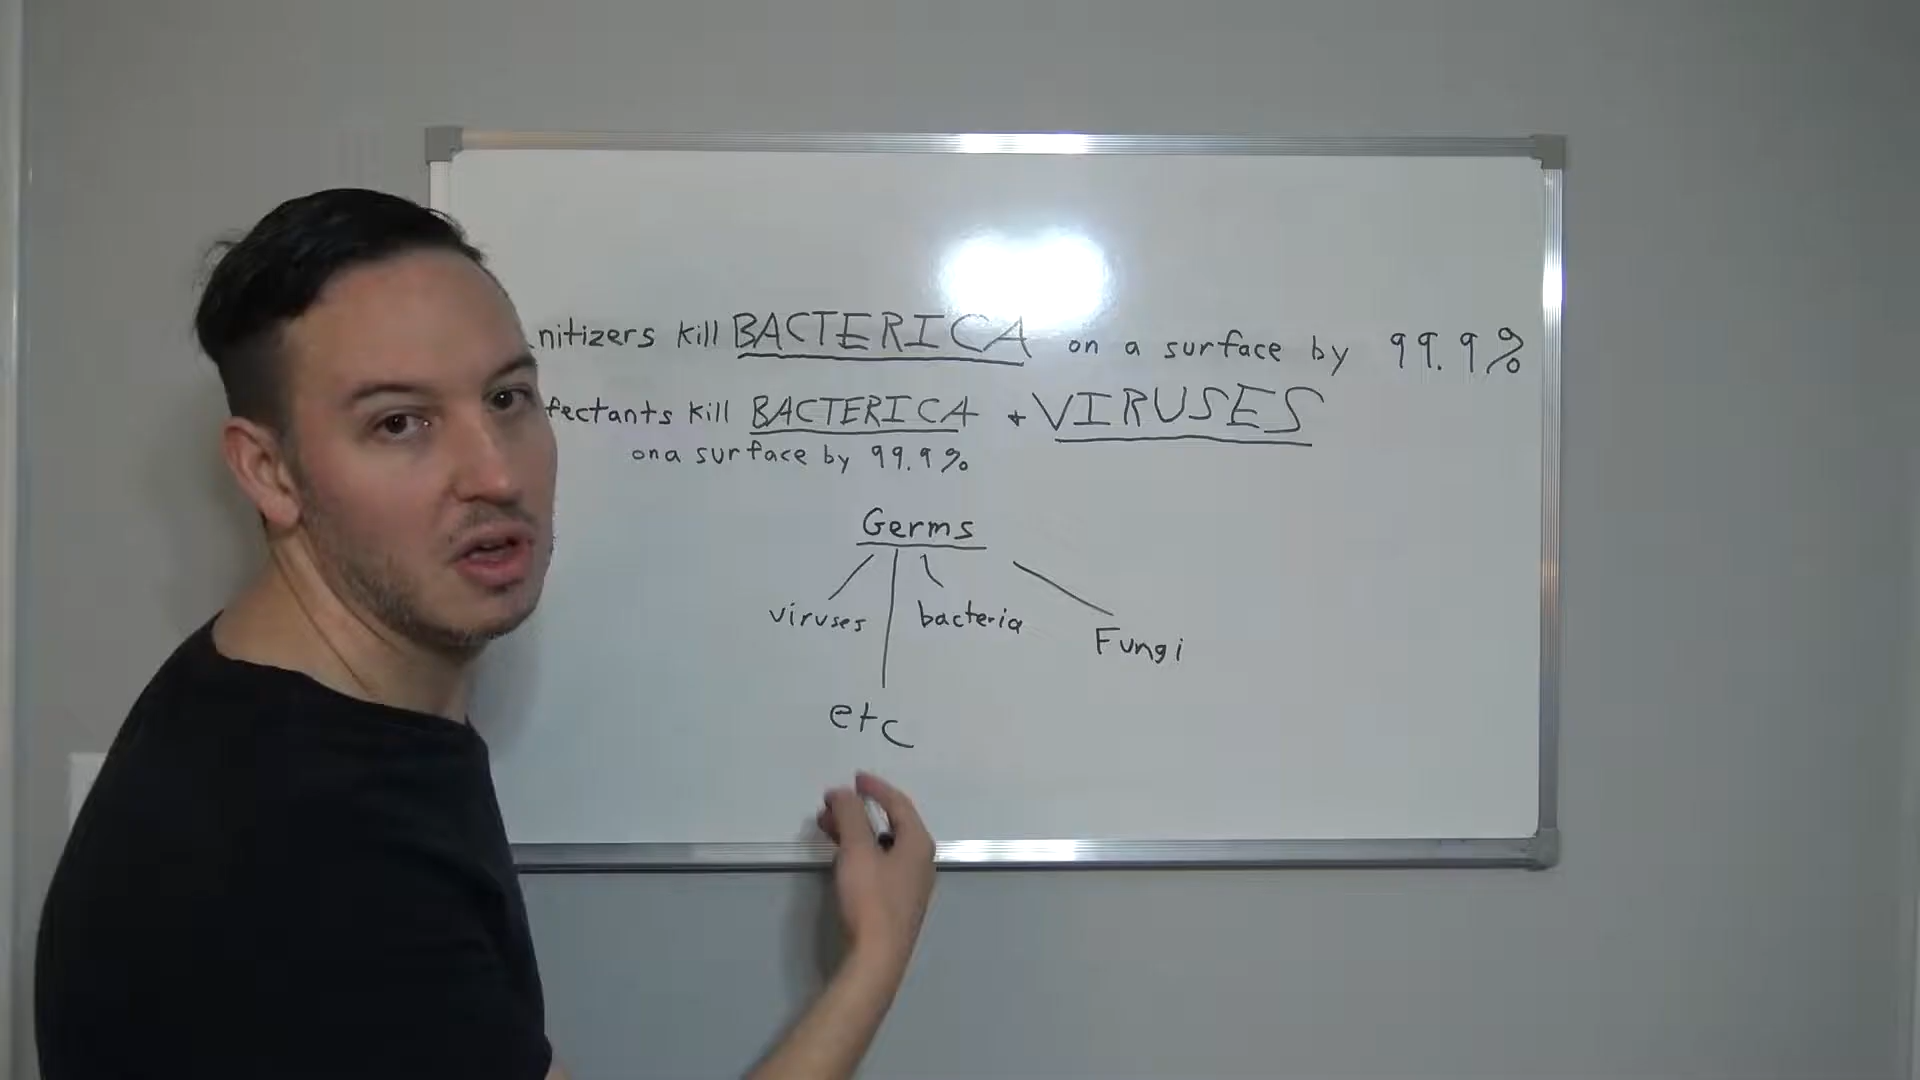 nitizers kill BACTERICA on a surface by 99.9%
fectants kill BACTERICA + VIRUSES
on a surface by 99.9%
Germs
viruses bacteria Fungi
etc